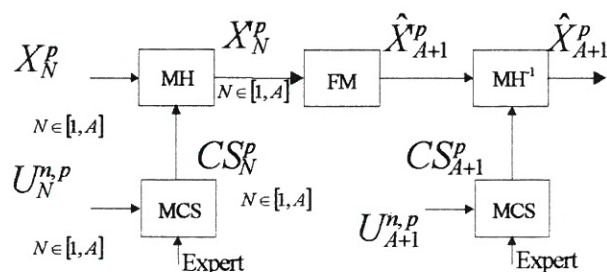 X_N^p
MH
X'_N^p
FM
X̂'_{A+1}^p
MH⁻¹
X̂_{A+1}^p
N∈[1,A]
N∈[1,A]
CS_N^p
CS_{A+1}^p
U_N^{n,p}
MCS
N∈[1,A]
U_{A+1}^{n,p}
MCS
N∈[1,A]
Expert
Expert